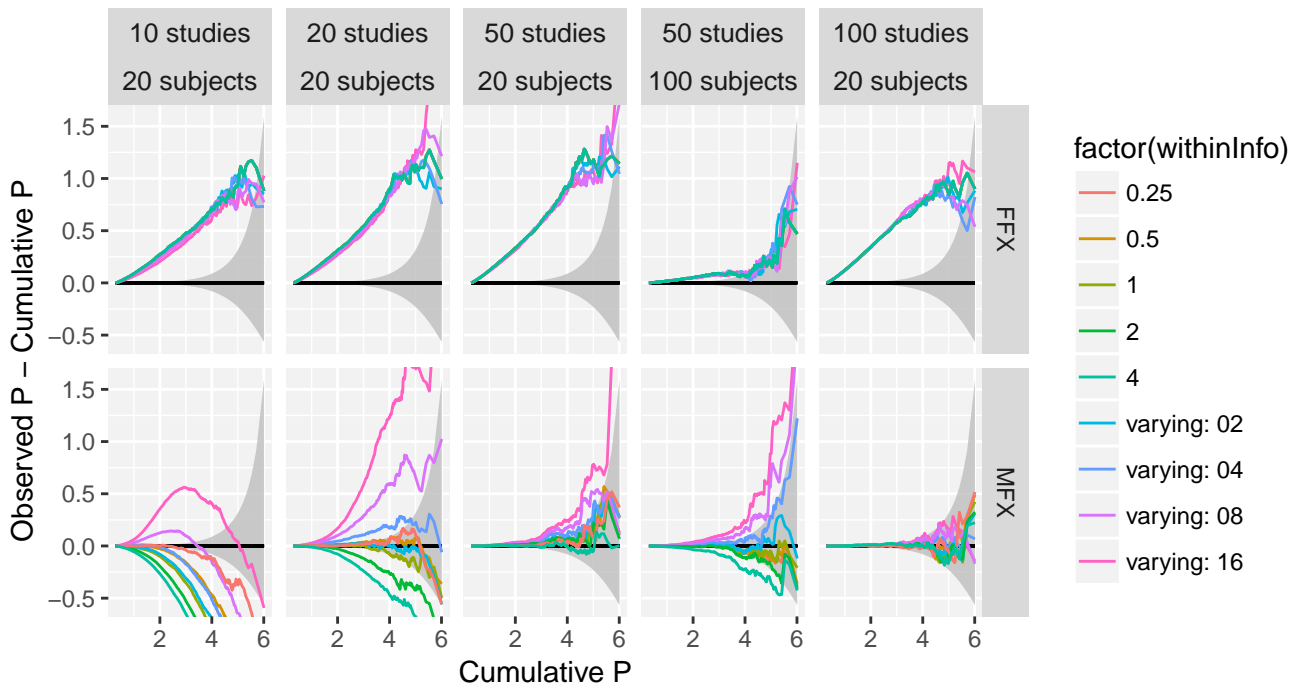 10 studies 20 studies 50 studies 50 studies 100 studies
20 subjects 20 subjects 20 subjects 100 subjects 20 subjects
Observed P − Cumulative P
1.5
1.0
0.5
0.0
−0.5
FFX
1.5
1.0
0.5
0.0
−0.5
MFX
2 4 6 2 4 6 2 4 6 2 4 6 2 4 6
Cumulative P
factor(withinInfo)
0.25
0.5
1
2
4
varying: 02
varying: 04
varying: 08
varying: 16